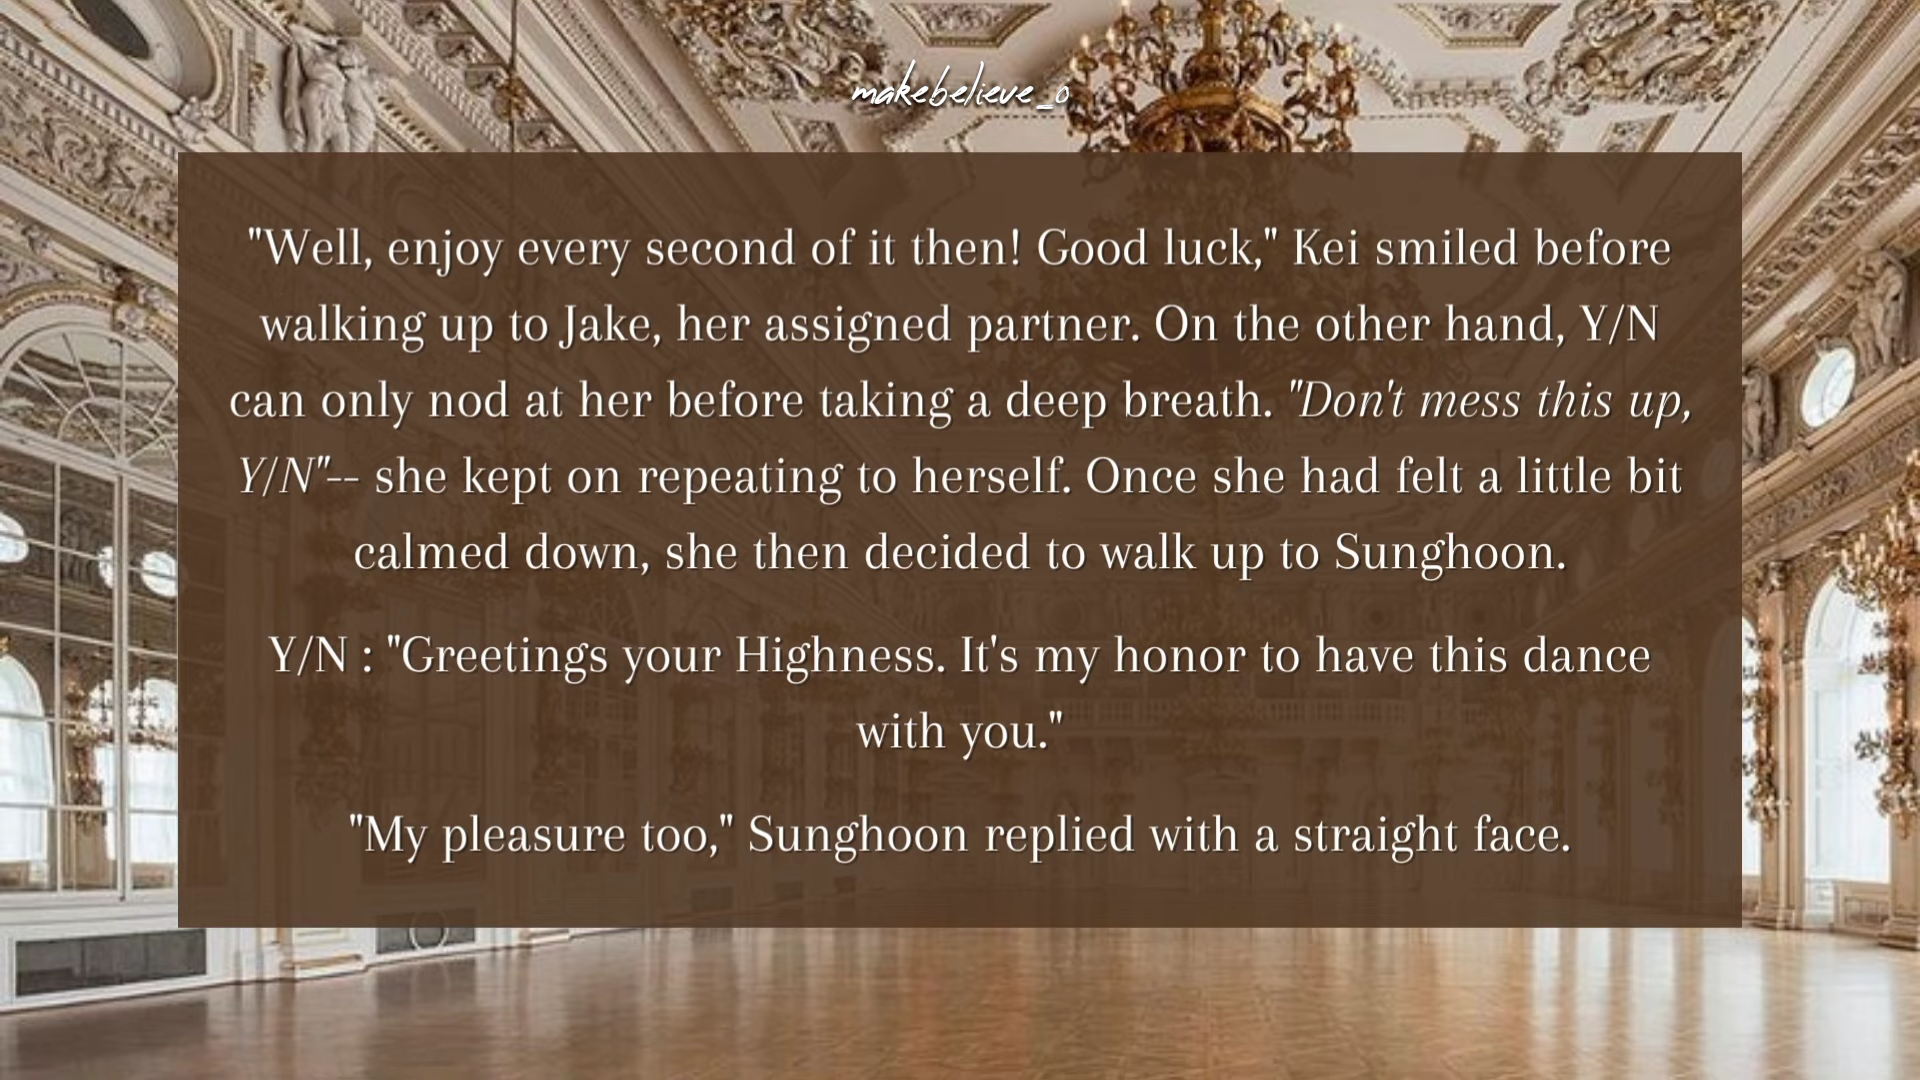 makebelieve_o
"Well, enjoy every second of it then! Good luck," Kei smiled before
walking up to Jake, her assigned partner. On the other hand, Y/N
can only nod at her before taking a deep breath. "Don't mess this up,
Y/N"-- she kept on repeating to herself. Once she had felt a little bit
calmed down, she then decided to walk up to Sunghoon.
Y/N : "Greetings your Highness. It's my honor to have this dance
with you."
"My pleasure too," Sunghoon replied with a straight face.